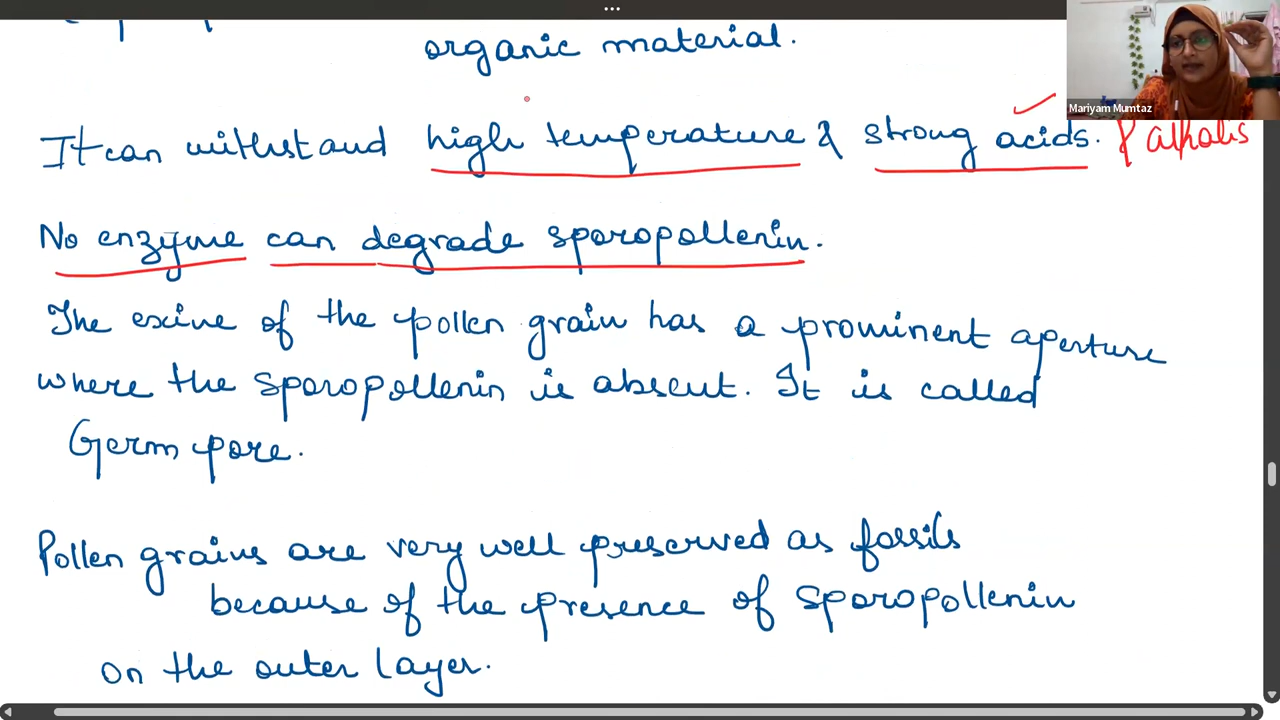 organic material.
Mariyam Mumtaz
It can withstand high temperature & strong acids. & alkalis
No enzyme can degrade sporopollenin.
The exine of the pollen grain has a prominent aperture
where the sporopollenin is absent. It is called
Germ pore.
Pollen grains are very well preserved as fossils
because of the presence of sporopollenin
on the outer layer.